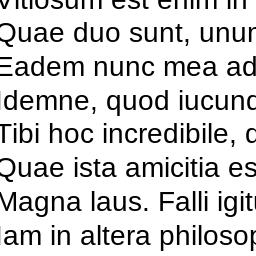 Vitiosum est enim in
Quae duo sunt, unum
Eadem nunc mea ad
Idemne, quod iucund
Tibi hoc incredibile, q
Quae ista amicitia es
Magna laus. Falli igitu
Iam in altera philosop